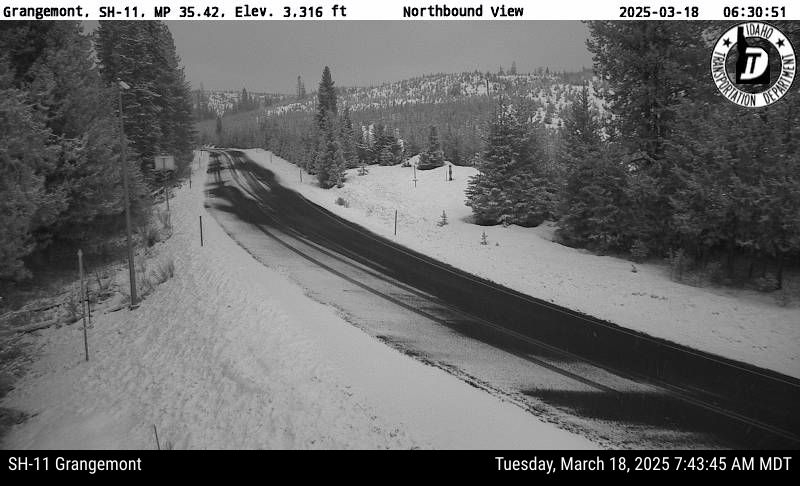 Grangemont, SH-11, MP 35.42, Elev. 3,316 ft Northbound View 2025-03-18 06:30:51
IDAHO
TRANSPORTATION DEPARTMENT
SH-11 Grangemont Tuesday, March 18, 2025 7:43:45 AM MDT